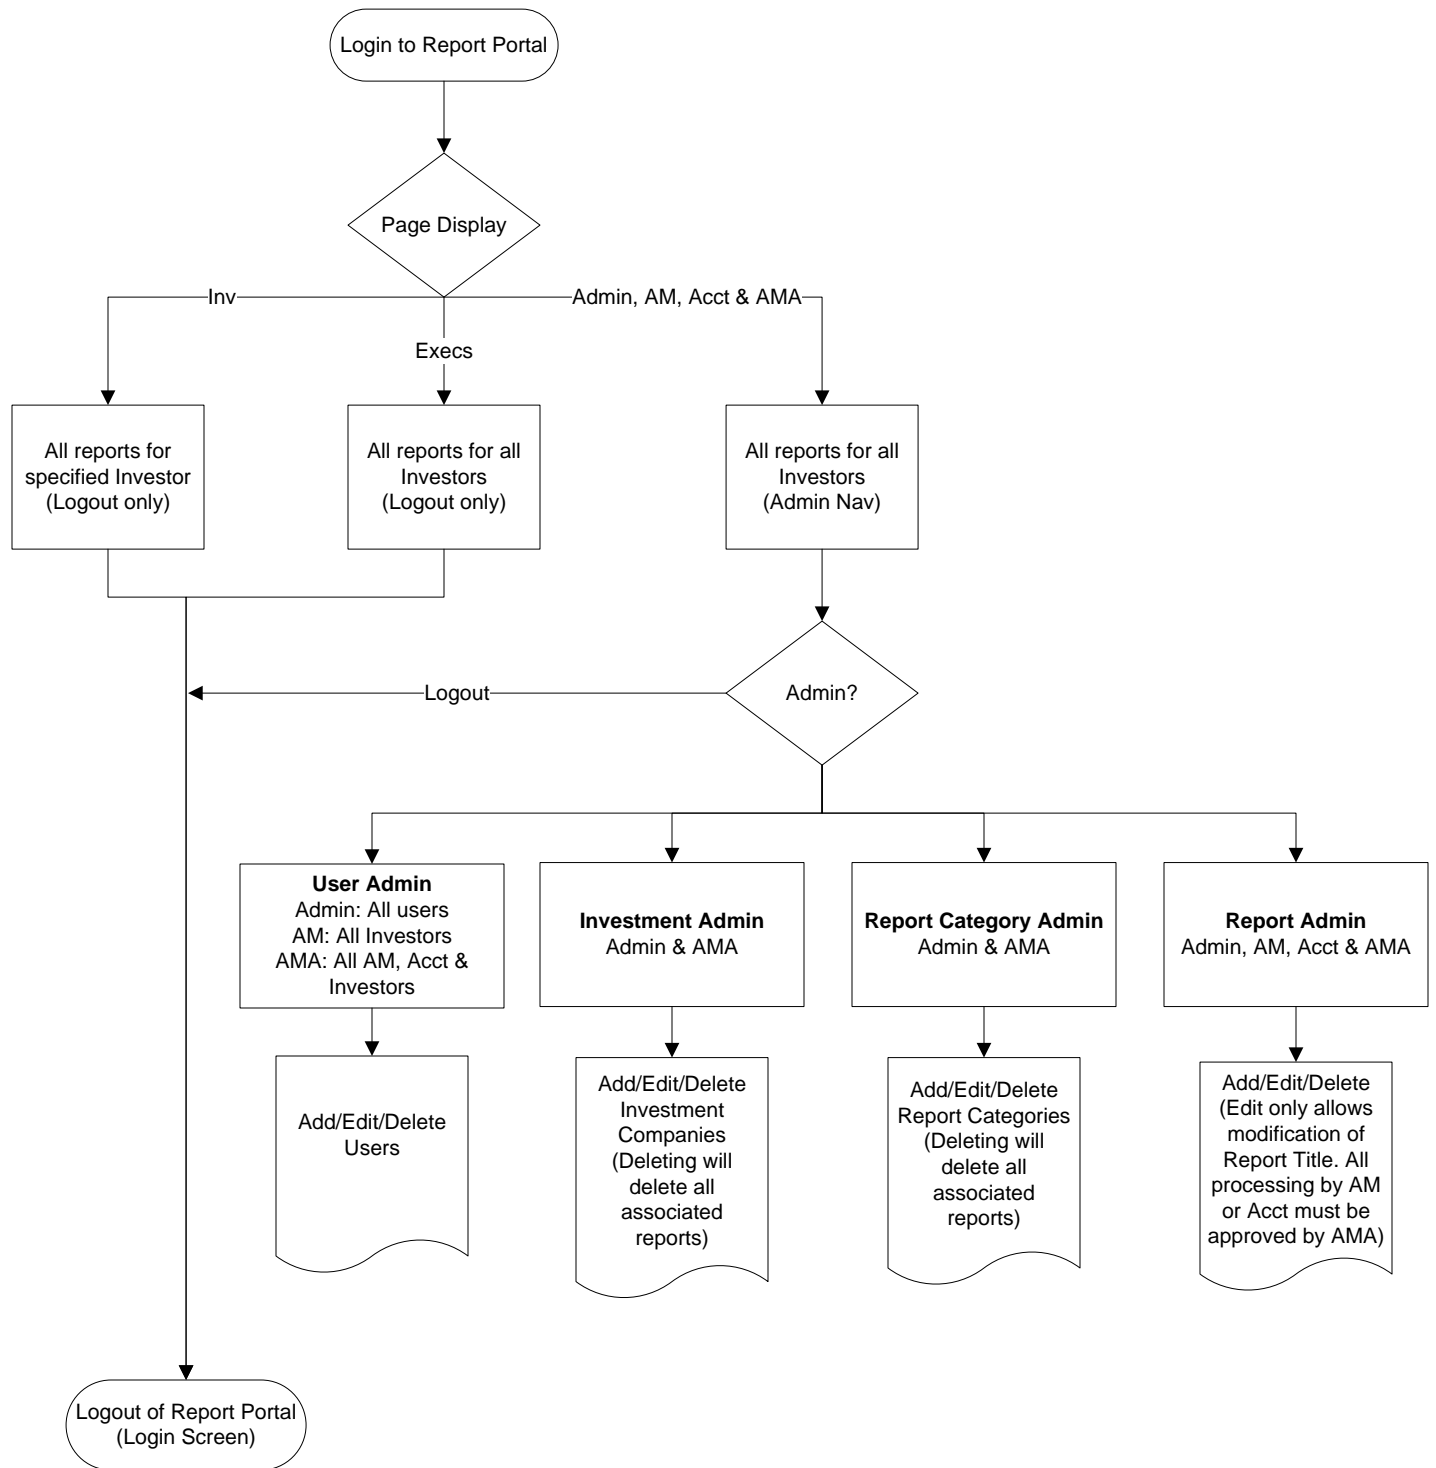 Login to Report Portal
Page Display
Inv
Admin, AM, Acct & AMA
Execs
All reports for
specified Investor
(Logout only)
All reports for all
Investors
(Logout only)
All reports for all
Investors
(Admin Nav)
Logout
Admin?
User Admin
Admin: All users
AM: All Investors
AMA: All AM, Acct &
Investors
Investment Admin
Admin & AMA
Report Category Admin
Admin & AMA
Report Admin
Admin, AM, Acct & AMA
Add/Edit/Delete
Users
Add/Edit/Delete
Investment
Companies
(Deleting will
delete all
associated
reports)
Add/Edit/Delete
Report Categories
(Deleting will
delete all
associated
reports)
Add/Edit/Delete
(Edit only allows
modification of
Report Title. All
processing by AM
or Acct must be
approved by AMA)
Logout of Report Portal
(Login Screen)